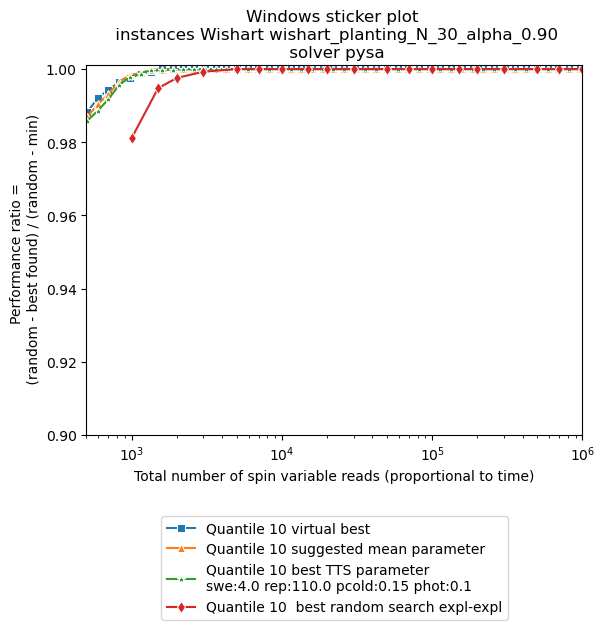 Windows sticker plot
instances Wishart wishart_planting_N_30_alpha_0.90
solver pysa
Performance ratio =
(random - best found) / (random - min)
1.00
0.98
0.96
0.94
0.92
0.90
10³
10⁴
10⁵
10⁶
Total number of spin variable reads (proportional to time)
Quantile 10 virtual best
Quantile 10 suggested mean parameter
Quantile 10 best TTS parameter
swe:4.0 rep:110.0 pcold:0.15 phot:0.1
Quantile 10  best random search expl-expl